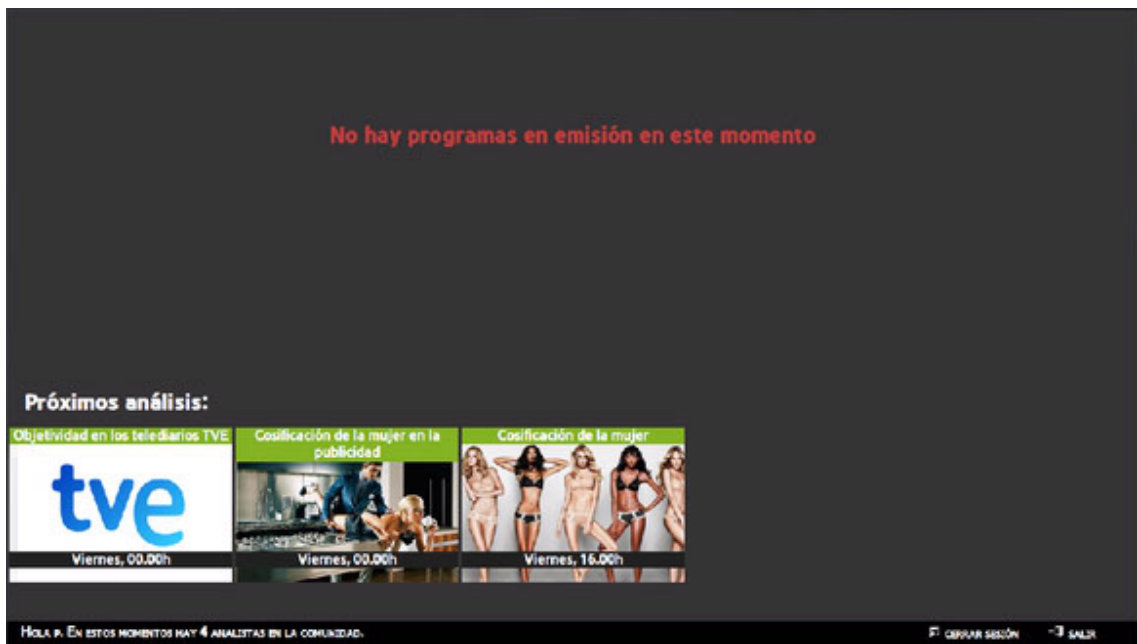 No hay programas en emisión en este momento
Próximos análisis:
Objetividad en los telediarios TVE
tve
Viernes, 00.00h
Cosificación de la mujer en la
publicidad
Viernes, 00.00h
Cosificación de la mujer
Viernes, 16.00h
HOLA P. EN ESTOS MOMENTOS HAY 4 ANALISTAS EN LA COMUNIDAD.
CERRAR SESIÓN
SALIR